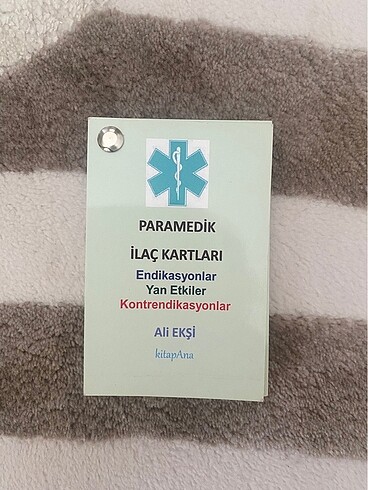 PARAMEDİK
İLAÇ KARTLARI
Endikasyonlar
Yan Etkiler
Kontrendikasyonlar
Ali EKŞİ
kitapAna